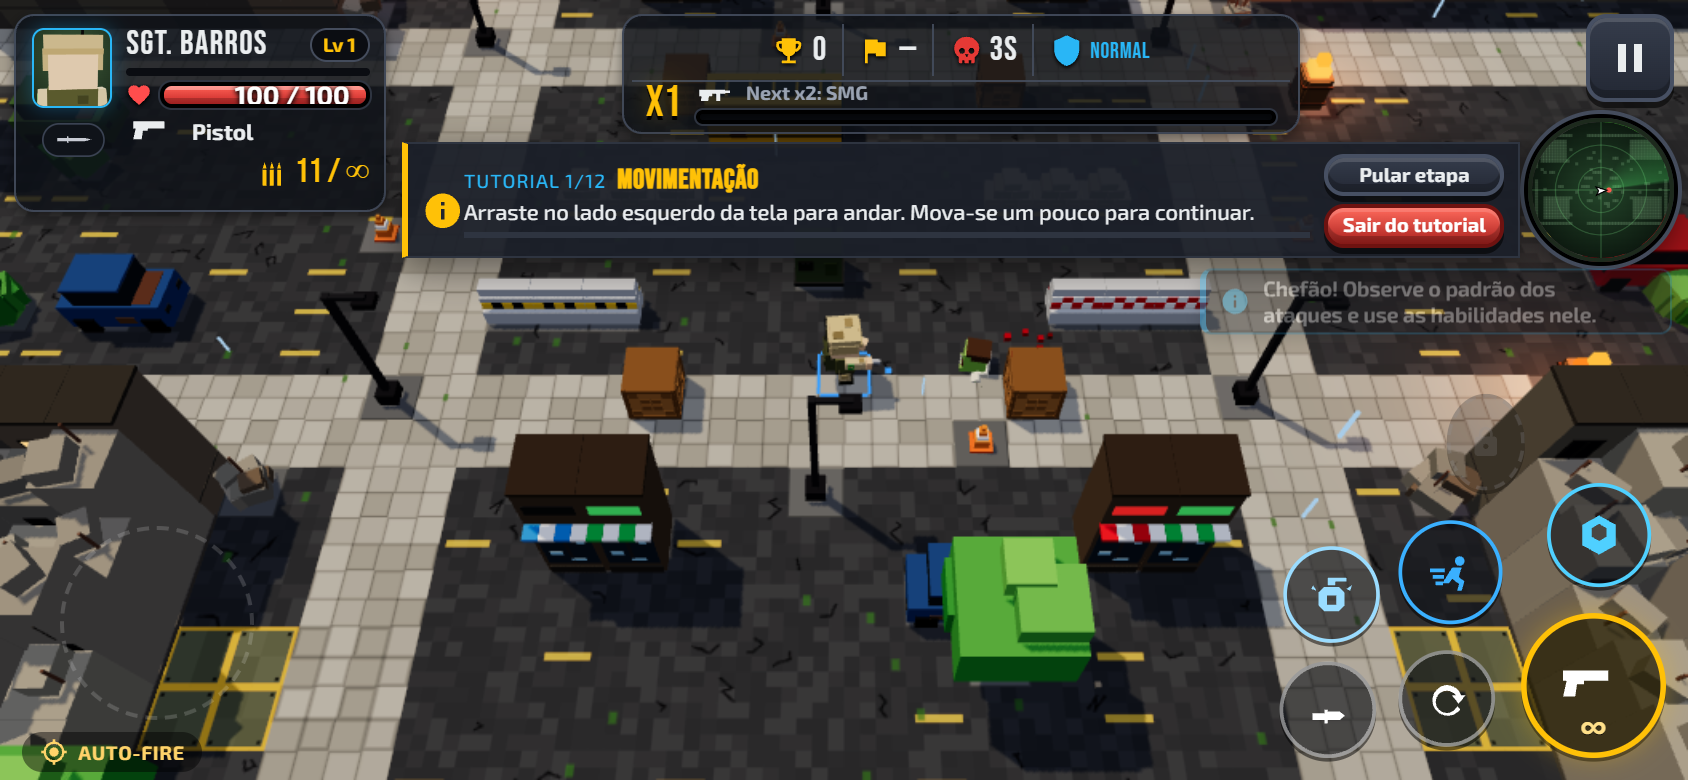 SGT. BARROS
Lv 1
100 / 100
Pistol
11 / ∞
0
–
3S
NORMAL
X1
Next x2: SMG
TUTORIAL 1/12 MOVIMENTAÇÃO
Arraste no lado esquerdo da tela para andar. Mova-se um pouco para continuar.
Pular etapa
Sair do tutorial
Chefão! Observe o padrão dos
ataques e use as habilidades nele.
∞
AUTO-FIRE